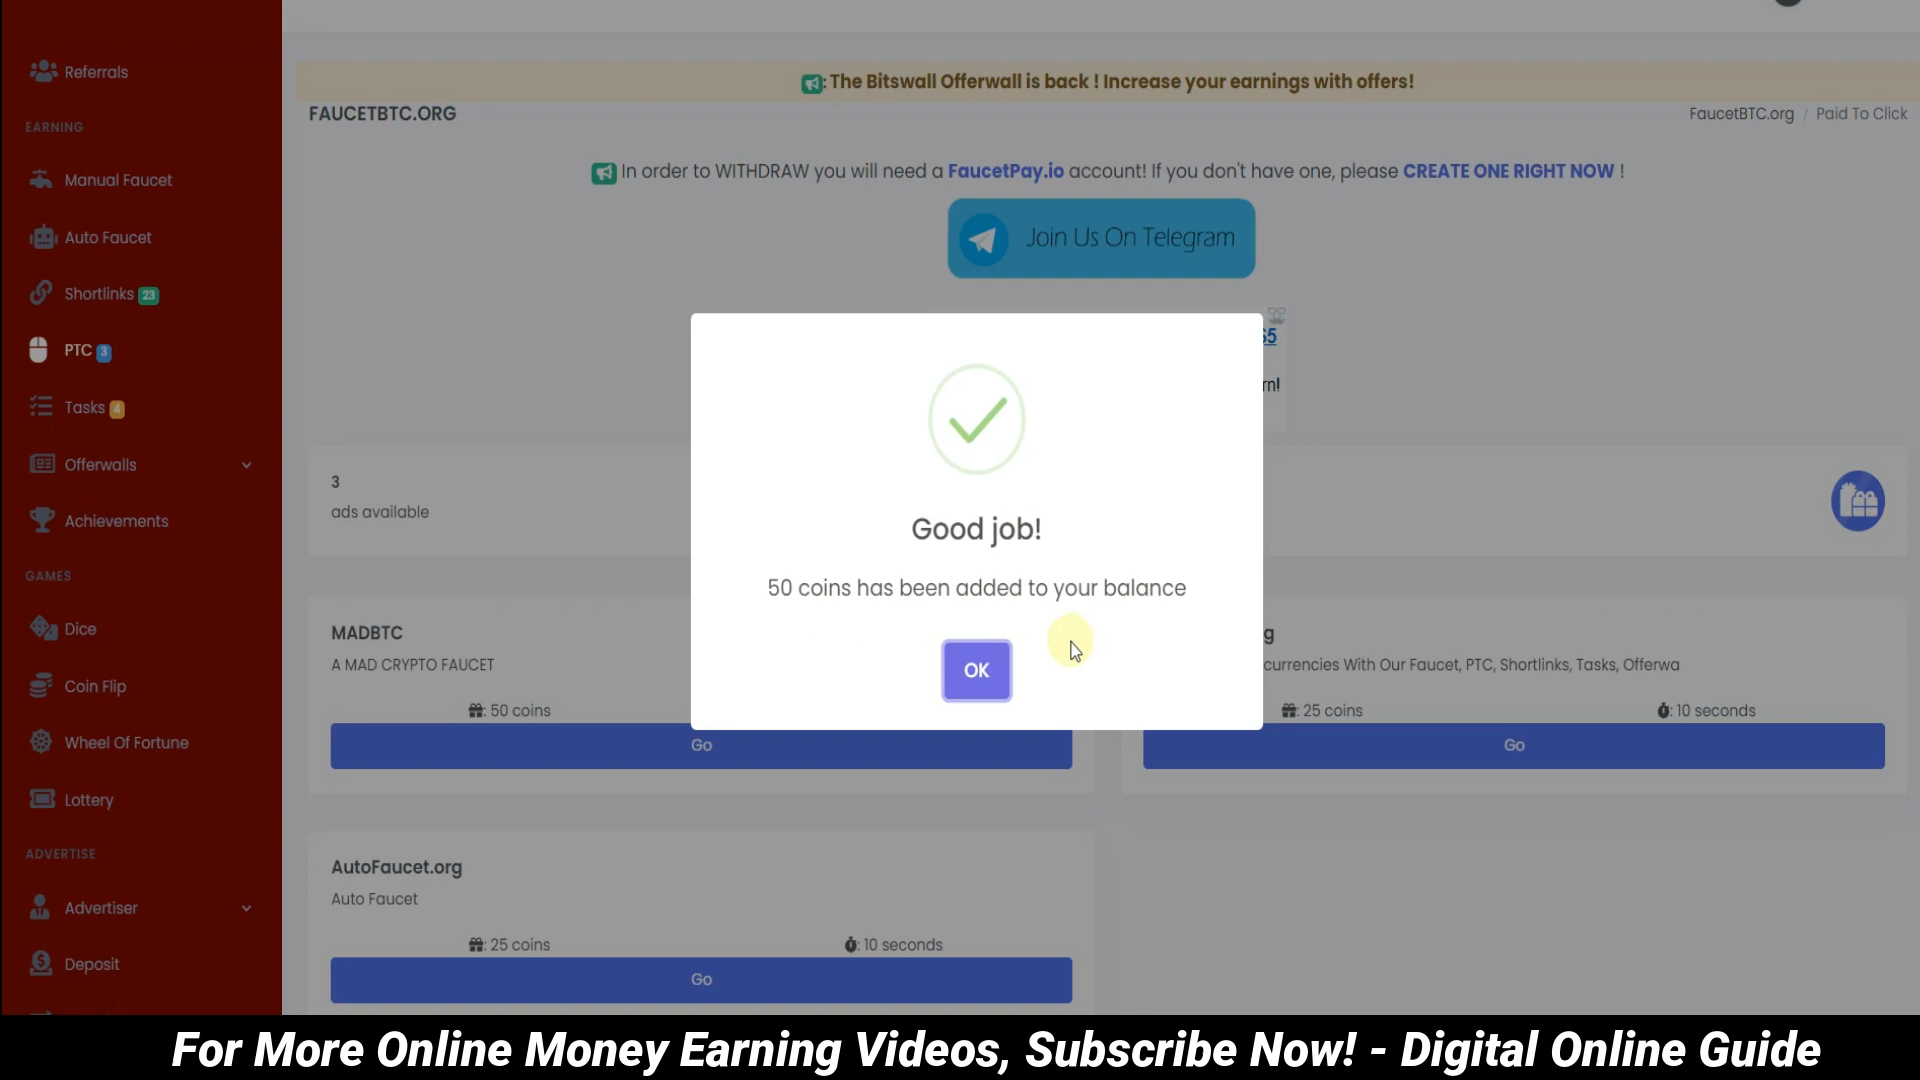 Referrals
EARNING
Manual Faucet
Auto Faucet
Shortlinks 23
PTC 3
Tasks 4
Offerwalls
Achievements
GAMES
Dice
Coin Flip
Wheel Of Fortune
Lottery
ADVERTISE
Advertiser
Deposit
: The Bitswall Offerwall is back ! Increase your earnings with offers!
FAUCETBTC.ORG
FaucetBTC.org / Paid To Click
In order to WITHDRAW you will need a FaucetPay.io account! If you don't have one, please CREATE ONE RIGHT NOW !
Join Us On Telegram
3
ads available
Good job!
50 coins has been added to your balance
OK
MADBTC
A MAD CRYPTO FAUCET
: 50 coins
Go
currencies With Our Faucet, PTC, Shortlinks, Tasks, Offerwa
: 25 coins
: 10 seconds
Go
AutoFaucet.org
Auto Faucet
: 25 coins
: 10 seconds
Go
For More Online Money Earning Videos, Subscribe Now! - Digital Online Guide